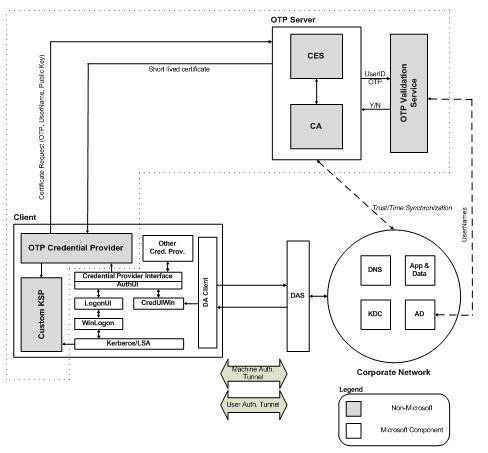 OTP Server
CES
CA
UserID
OTP
Y/N
OTP Validation
Service
Short lived certificate
Certificate Request (OTP, UserName, Public Key)
Trust/Time Synchronization
UserNames
Client
OTP Credential Provider
Other
Cred. Prov.
Credential Provider Interface
AuthUI
Custom KSP
LogonUI
CredUIWin
WinLogon
Kerberos/LSA
DA Client
DAS
DNS
App &
Data
KDC
AD
Corporate Network
Machine Auth.
Tunnel
User Auth. Tunnel
Legend
Non-Microsoft
Microsoft Component